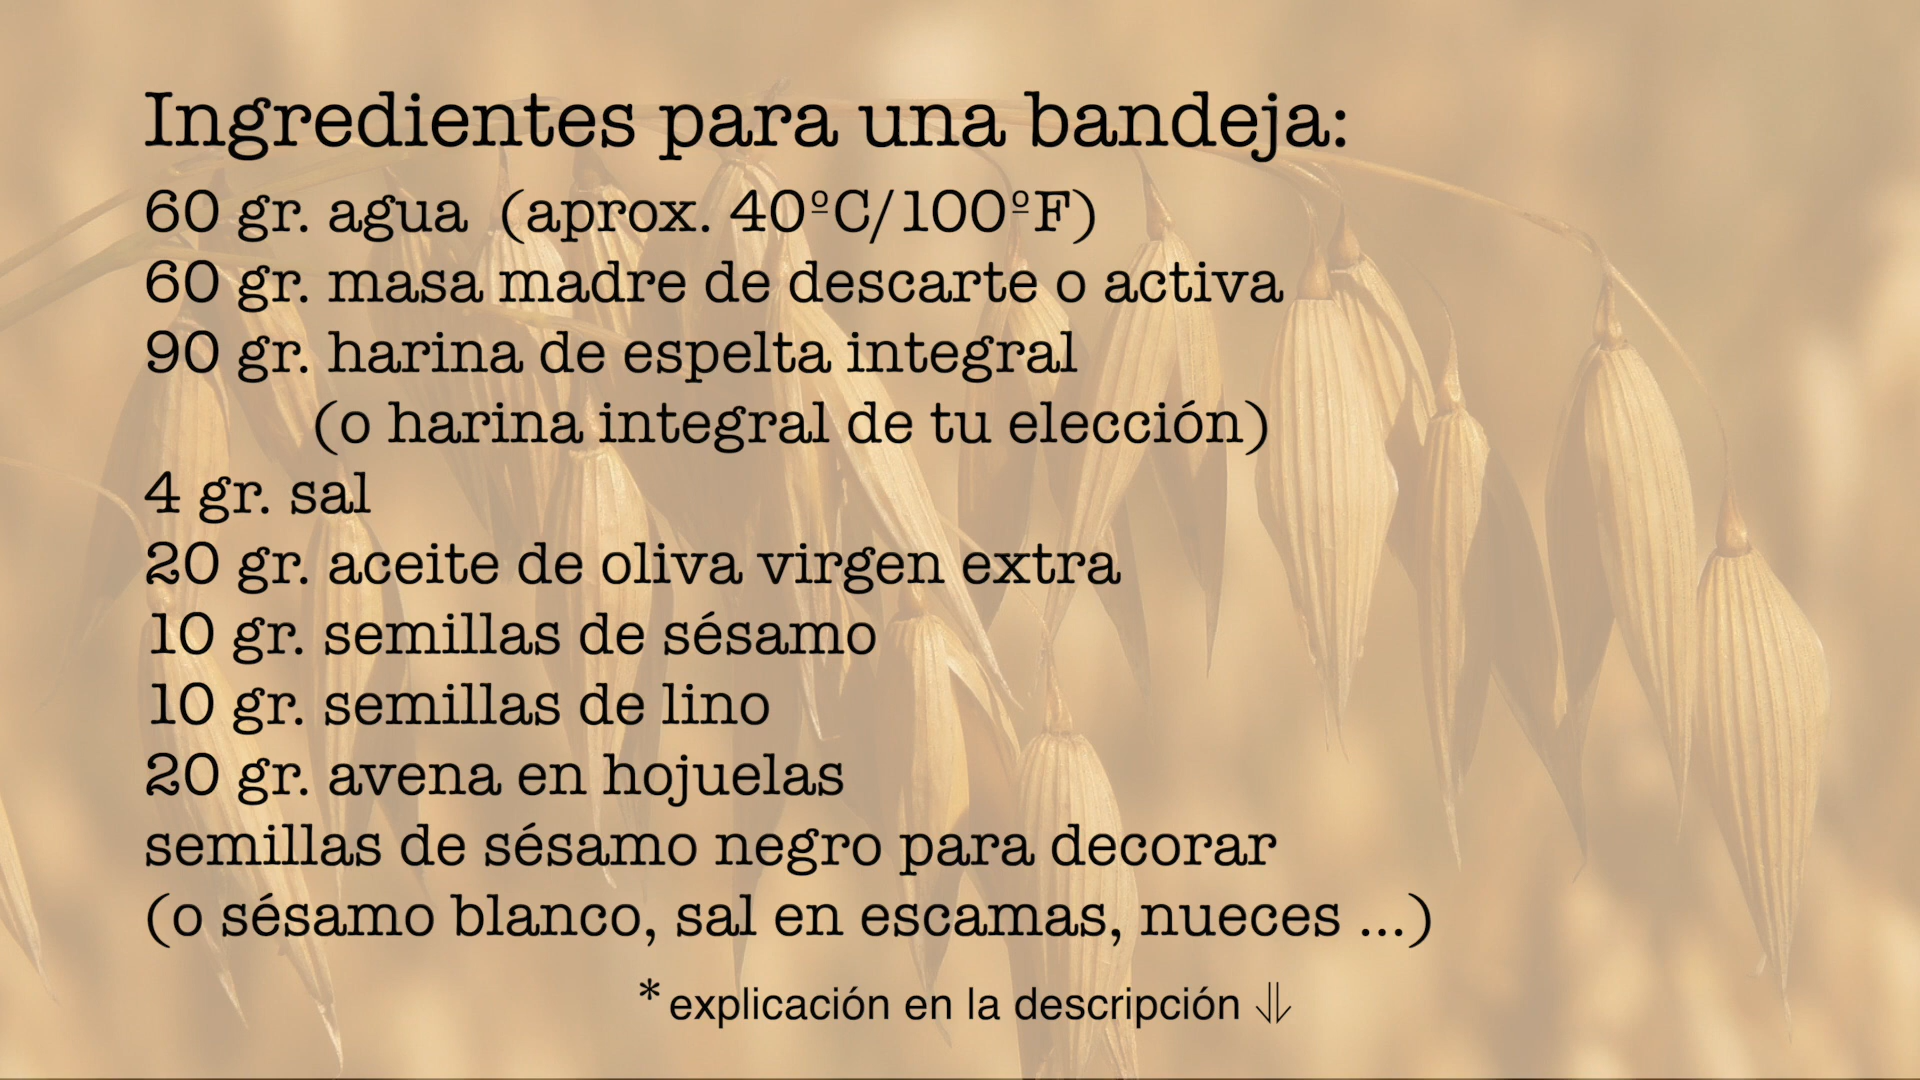 Ingredientes para una bandeja:
60 gr. agua (aprox. 40ºC/100ºF)
60 gr. masa madre de descarte o activa
90 gr. harina de espelta integral
(o harina integral de tu elección)
4 gr. sal
20 gr. aceite de oliva virgen extra
10 gr. semillas de sésamo
10 gr. semillas de lino
20 gr. avena en hojuelas
semillas de sésamo negro para decorar
(o sésamo blanco, sal en escamas, nueces ...)
* explicación en la descripción ⇓